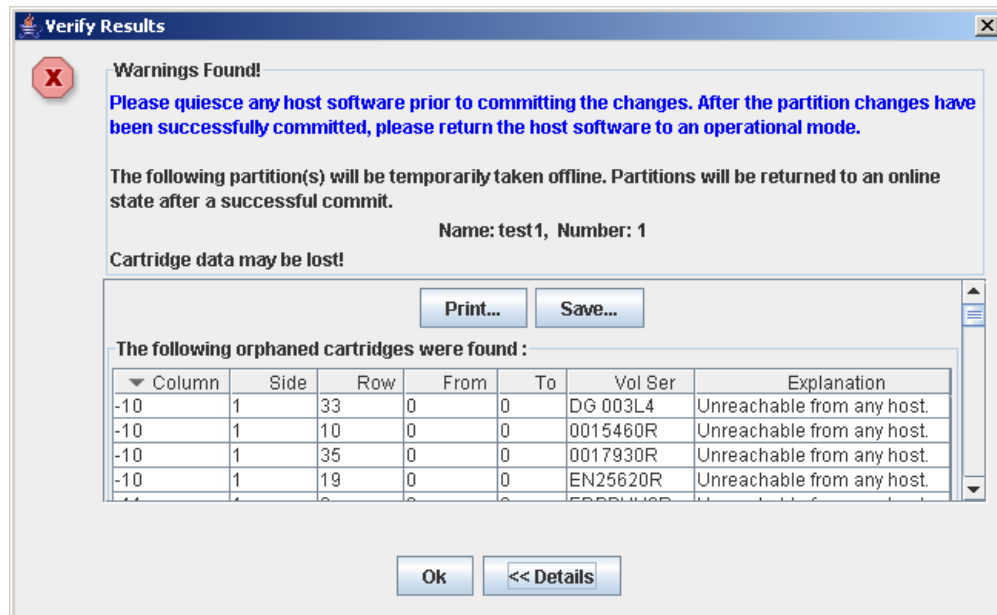 Verify Results
Warnings Found!
Please quiesce any host software prior to committing the changes. After the partition changes have
been successfully committed, please return the host software to an operational mode.
The following partition(s) will be temporarily taken offline. Partitions will be returned to an online
state after a successful commit.
Name: test1, Number: 1
Cartridge data may be lost!
Print... Save...
The following orphaned cartridges were found :
Column Side Row From To Vol Ser Explanation
-10 1 33 0 0 DG 003L4 Unreachable from any host.
-10 1 10 0 0 0015460R Unreachable from any host.
-10 1 35 0 0 0017930R Unreachable from any host.
-10 1 19 0 0 EN25620R Unreachable from any host.
Ok << Details